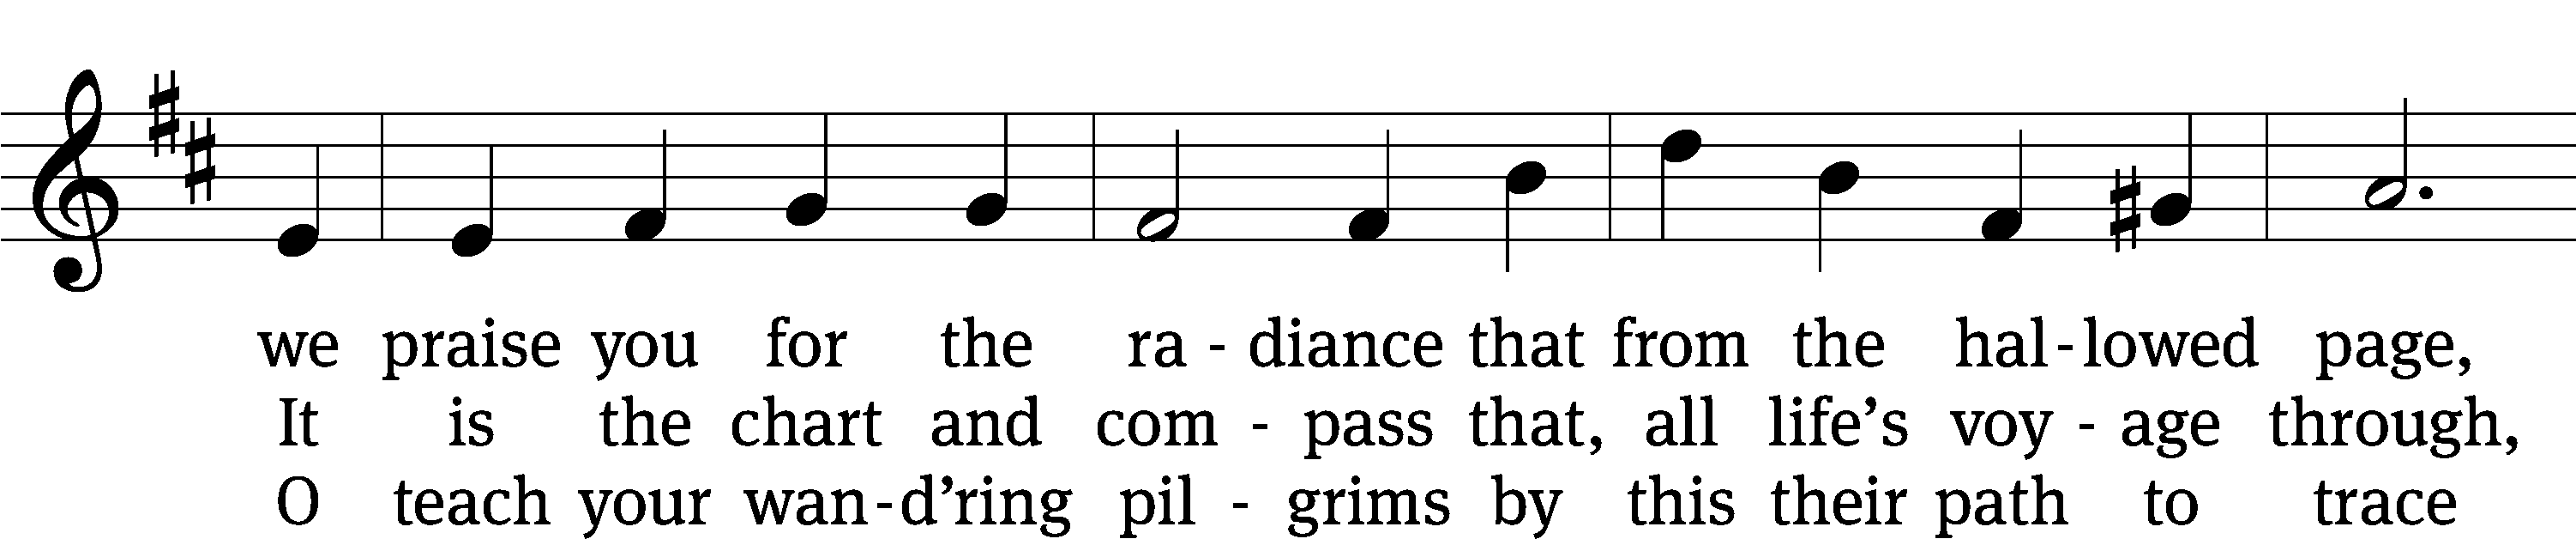 we praise you for the ra - diance that from the hal - lowed page,
It is the chart and com - pass that, all life’s voy - age through,
O teach your wan - d’ring pil - grims by this their path to trace